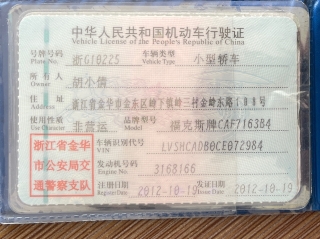 中华人民共和国机动车行驶证
Vehicle License of the People's Republic of China
号牌号码 浙G1022S 车辆类型 小型轿车
Plate No. Vehicle Type
所有人 胡小倩
Owner
住址 浙江省金华市金东区岭下镇岭三村金岭东路188号
Address
使用性质 非营运 品牌型号 福克斯牌CAF7163B4
Use Character Model
浙江省金华 车辆识别代号 LVSHCADB0CE072984
VIN
市公安局交 发动机号码 3168166
Engine No.
通警察支队 注册日期 2012-10-19 发证日期 2012-10-19
Register Date Issue Date